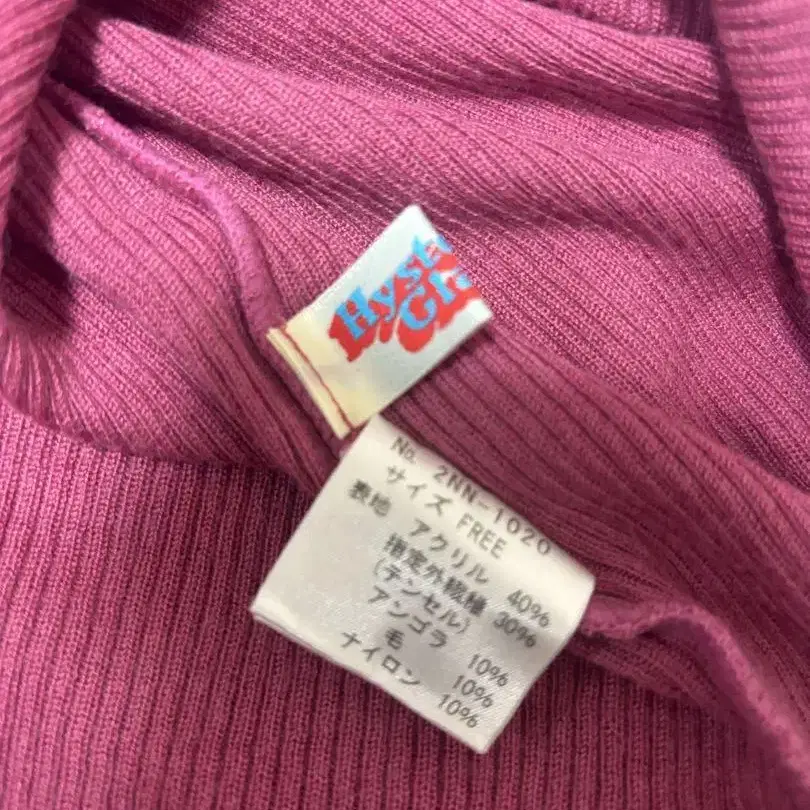 Hyst
Gla
No. 2NN-1020
サイズ FREE
表地 アクリル 40%
指定外繊維 30%
(テンセル)
アンゴラ 10%
毛 10%
ナイロン 10%